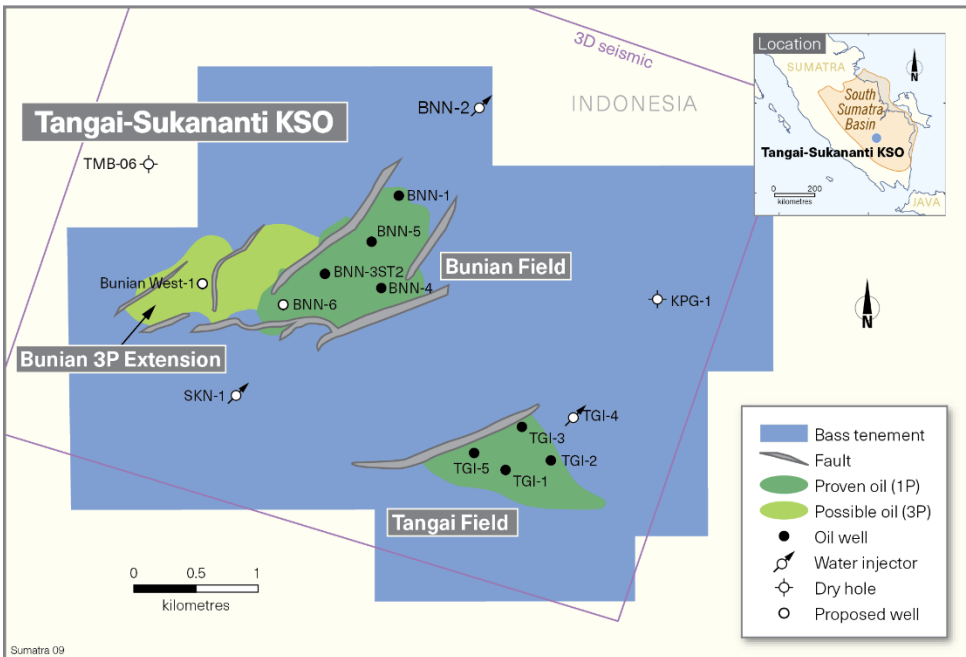 3D seismic
INDONESIA
BNN-2
Tangai-Sukananti KSO
TMB-06
BNN-1
BNN-5
Bunian Field
BNN-3ST2
BNN-4
Bunian West-1
BNN-6
KPG-1
N
Bunian 3P Extension
SKN-1
TGI-4
TGI-3
TGI-5
TGI-2
TGI-1
Tangai Field
0 0.5 1
kilometres
Sumatra 09
Location
SUMATRA
N
South
Sumatra
Basin
Tangai-Sukananti KSO
0 200
kilometres
JAVA
Bass tenement
Fault
Proven oil (1P)
Possible oil (3P)
Oil well
Water injector
Dry hole
Proposed well